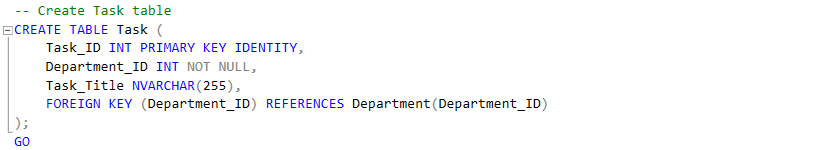 -- Create Task table
CREATE TABLE Task (
    Task_ID INT PRIMARY KEY IDENTITY,
    Department_ID INT NOT NULL,
    Task_Title NVARCHAR(255),
    FOREIGN KEY (Department_ID) REFERENCES Department(Department_ID)
);
GO